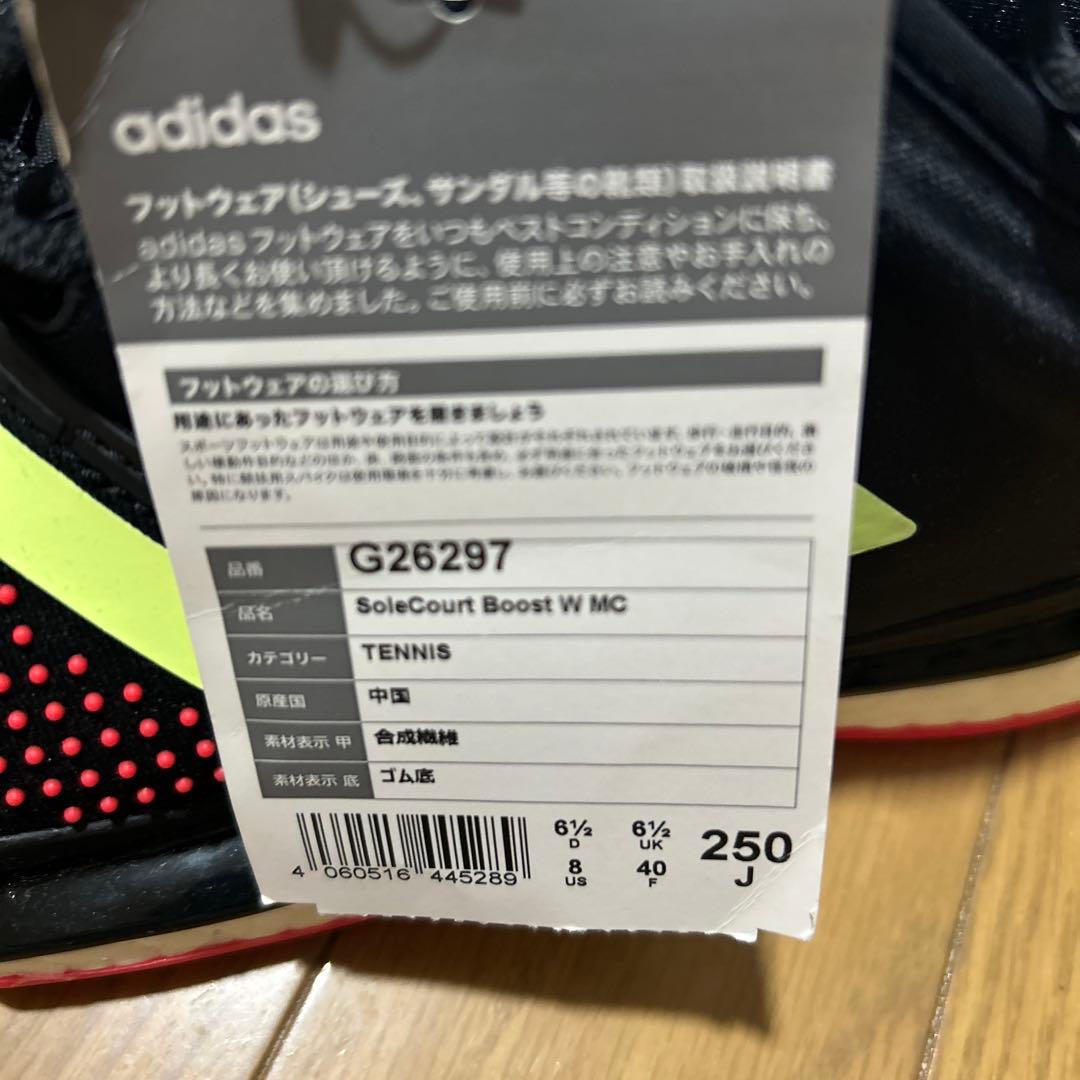 adidas
フットウェア(シューズ、サンダル等の靴類)取扱説明書
adidas フットウェアをいつもベストコンディションに保ち、
より長くお使い頂けるように、使用上の注意やお手入れの
方法などを集めました。ご使用前に必ずお読みください。
フットウェアの選び方
用途にあったフットウェアを履きましょう
原因になります。
品番 G26297
品名 SoleCourt Boost W MC
カテゴリー TENNIS
原産国 中国
素材表示 甲 合成繊維
素材表示 底 ゴム底
6½ 6½ 250
D UK J
8 40
US F
4 060516 445289